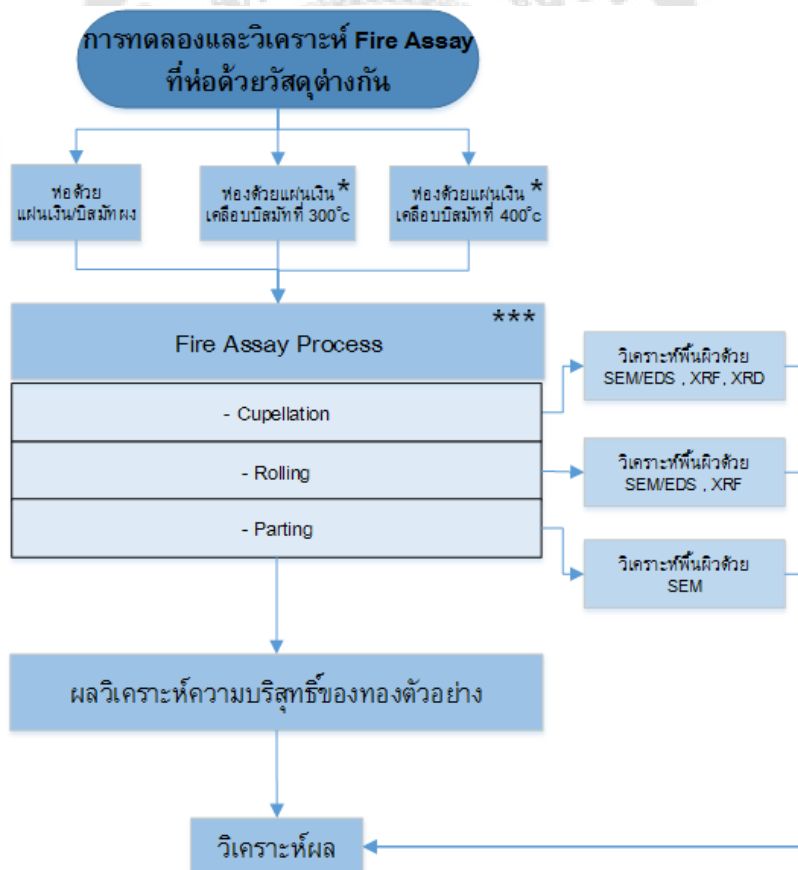 การทดลองและวิเคราะห์ Fire Assay
ที่ห่อด้วยวัสดุต่างกัน
ห่อด้วย
แผ่นเงิน/บิสมัทผง
ห่องด้วยแผ่นเงิน *
เคลือบบิสมัทที่ 300°c
ห่องด้วยแผ่นเงิน *
เคลือบบิสมัทที่ 400°c
***
Fire Assay Process
- Cupellation
- Rolling
- Parting
วิเคราะห์พื้นผิวด้วย
SEM/EDS , XRF, XRD
วิเคราะห์พื้นผิวด้วย
SEM/EDS , XRF
วิเคราะห์พื้นผิวด้วย
SEM
ผลวิเคราะห์ความบริสุทธิ์ของทองตัวอย่าง
วิเคราะห์ผล